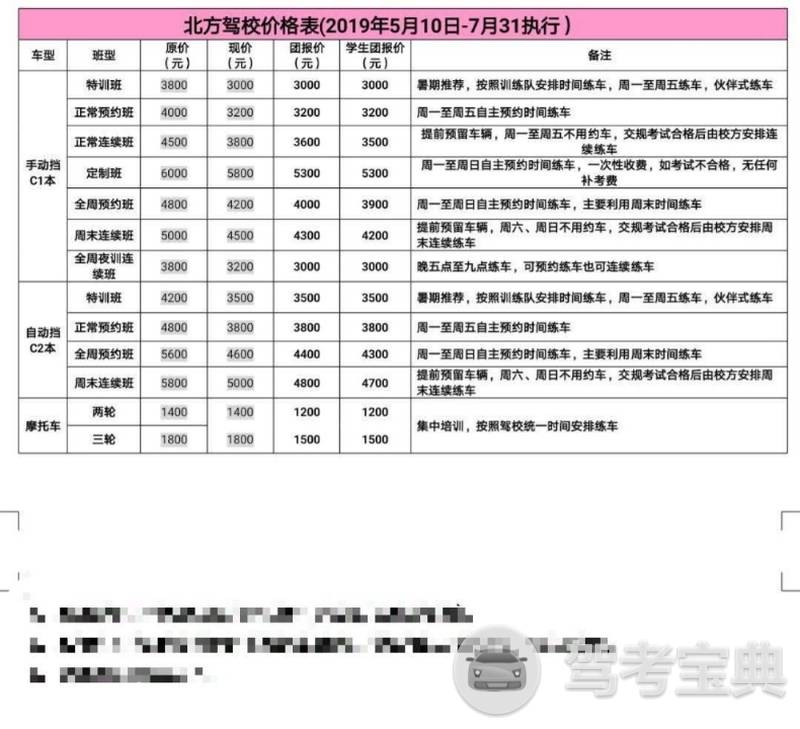 北方驾校价格表(2019年5月10日-7月31执行）
车型 班型 原价（元） 现价（元） 团报价（元） 学生团报价（元） 备注
手动挡C1本
特训班 3800 3000 3000 3000 暑期推荐，按照训练队安排时间练车，周一至周五练车，伙伴式练车
正常预约班 4000 3200 3200 3200 周一至周五自主预约时间练车
正常连续班 4500 3800 3600 3500 提前预留车辆，周一至周五不用约车，交规考试合格后由校方安排连续练车
定制班 6000 5800 5300 5300 周一至周日自主预约时间练车，一次性收费，如考试不合格，无任何补考费
全周预约班 4800 4200 4000 3900 周一至周日自主预约时间练车，主要利用周末时间练车
周末连续班 5000 4500 4300 4200 提前预留车辆，周六、周日不用约车，交规考试合格后由校方安排周末连续练车
全周夜训连续班 3800 3200 3000 3000 晚五点至九点练车，可预约练车也可连续练车
自动挡C2本
特训班 4200 3500 3500 3500 暑期推荐，按照训练队安排时间练车，周一至周五练车，伙伴式练车
正常预约班 4800 3800 3800 3800 周一至周五自主预约时间练车
全周预约班 5600 4600 4400 4300 周一至周日自主预约时间练车，主要利用周末时间练车
周末连续班 5800 5000 4800 4700 提前预留车辆，周六、周日不用约车，交规考试合格后由校方安排周末连续练车
摩托车
两轮 1400 1400 1200 1200 集中培训，按照驾校统一时间安排练车
三轮 1800 1800 1500 1500
驾考宝典